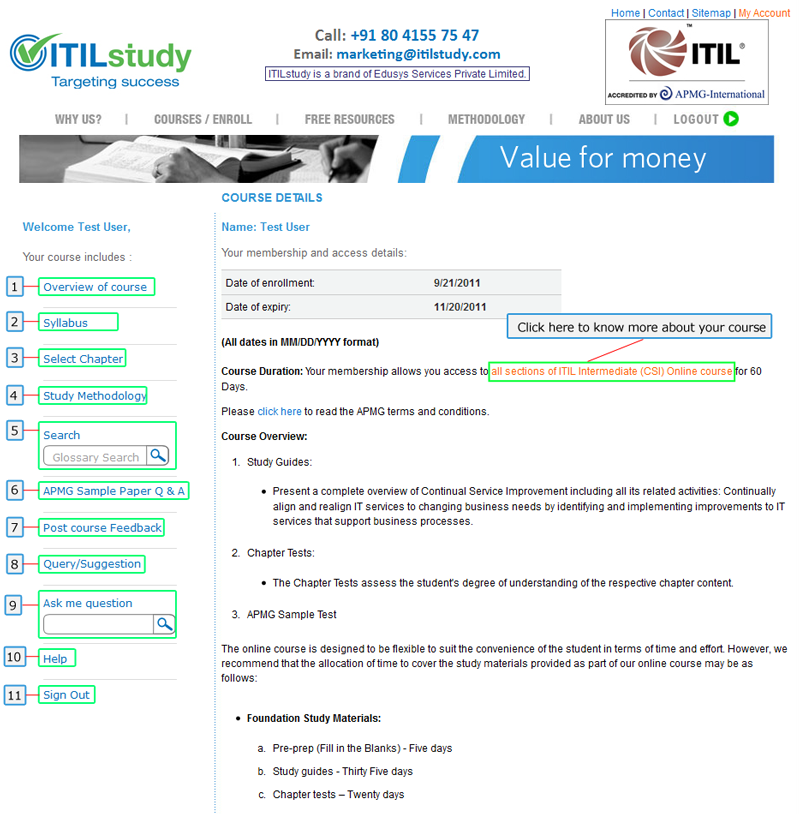 Home | Contact | Sitemap | My Account
ITILstudy
Targeting success
Call: +91 80 4155 75 47
Email: marketing@itilstudy.com
ITILstudy is a brand of Edusys Services Private Limited.
ITIL®
™
ACCREDITED BY APMG-International
WHY US? | COURSES / ENROLL | FREE RESOURCES | METHODOLOGY | ABOUT US | LOGOUT
Value for money
COURSE DETAILS
Welcome Test User,
Your course includes :
1 Overview of course
2 Syllabus
3 Select Chapter
4 Study Methodology
5 Search
Glossary Search
6 APMG Sample Paper Q & A
7 Post course Feedback
8 Query/Suggestion
9 Ask me question
10 Help
11 Sign Out
Name: Test User
Your membership and access details:
Date of enrollment: 9/21/2011
Date of expiry: 11/20/2011
Click here to know more about your course
(All dates in MM/DD/YYYY format)
Course Duration: Your membership allows you access to all sections of ITIL Intermediate (CSI) Online course for 60
Days.
Please click here to read the APMG terms and conditions.
Course Overview:
1. Study Guides:
• Present a complete overview of Continual Service Improvement including all its related activities: Continually
align and realign IT services to changing business needs by identifying and implementing improvements to IT
services that support business processes.
2. Chapter Tests:
• The Chapter Tests assess the student's degree of understanding of the respective chapter content.
3. APMG Sample Test
The online course is designed to be flexible to suit the convenience of the student in terms of time and effort. However, we
recommend that the allocation of time to cover the study materials provided as part of our online course may be as
follows:
• Foundation Study Materials:
a. Pre-prep (Fill in the Blanks) - Five days
b. Study guides - Thirty Five days
c. Chapter tests – Twenty days